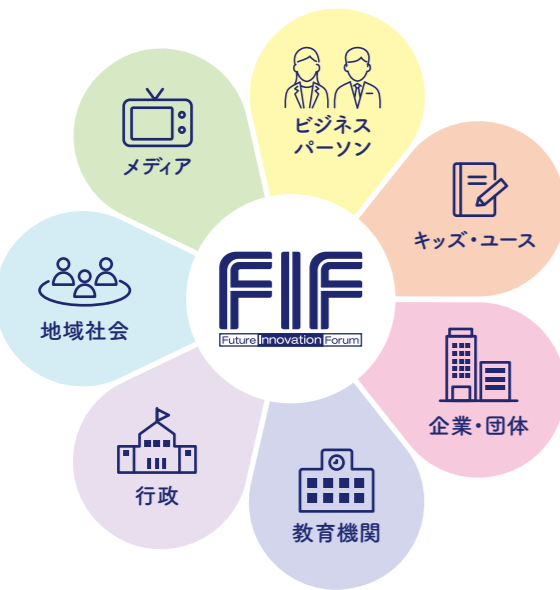 ビジネス
パーソン
メディア
キッズ・ユース
FIF
Future Innovation Forum
地域社会
企業・団体
行政
教育機関